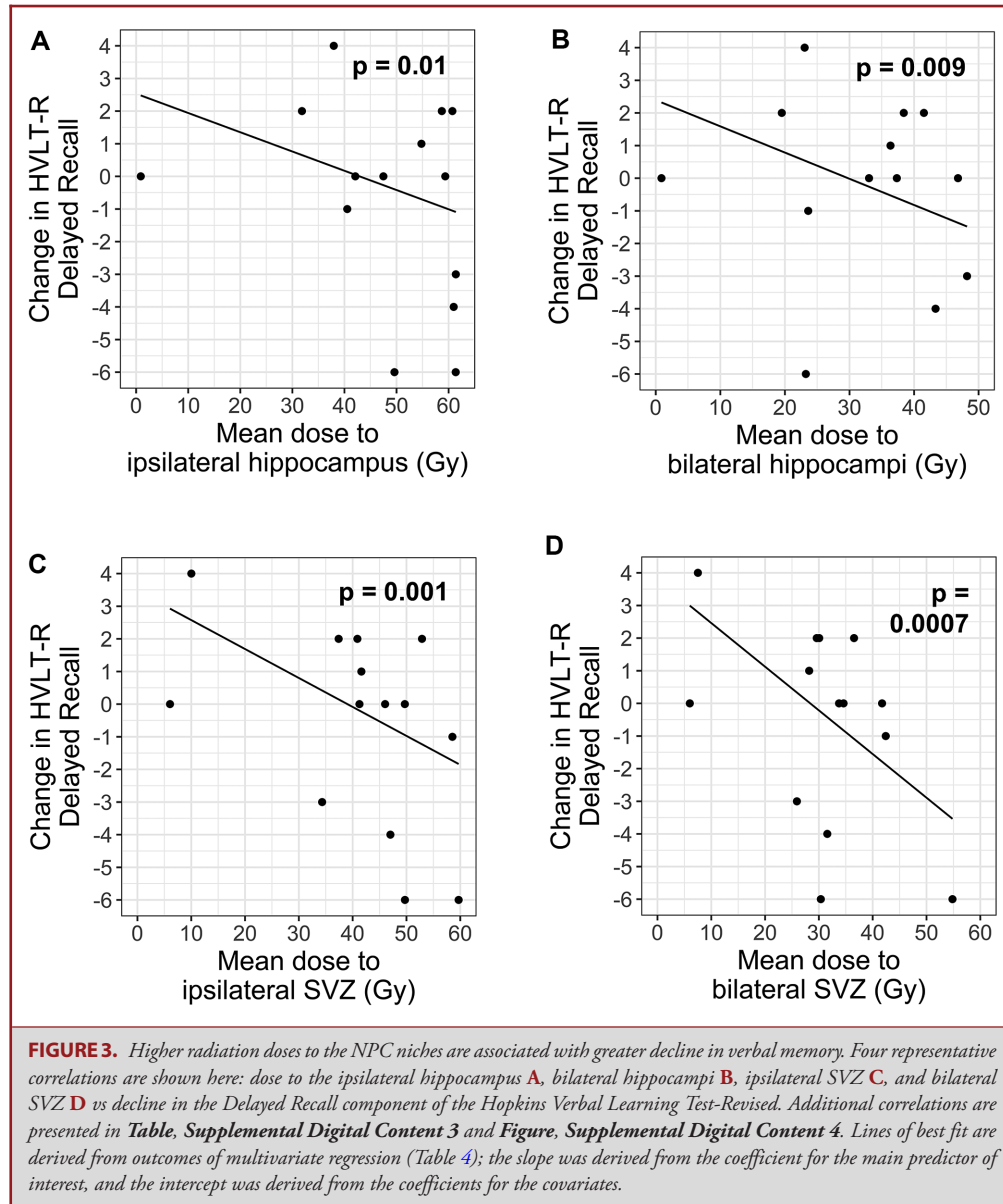 A
p = 0.01
Change in HVLT-R
Delayed Recall
4
3
2
1
0
-1
-2
-3
-4
-5
-6
0 10 20 30 40 50 60
Mean dose to
ipsilateral hippocampus (Gy)
B
p = 0.009
Change in HVLT-R
Delayed Recall
4
3
2
1
0
-1
-2
-3
-4
-5
-6
0 10 20 30 40 50
Mean dose to
bilateral hippocampi (Gy)
C
p = 0.001
Change in HVLT-R
Delayed Recall
4
3
2
1
0
-1
-2
-3
-4
-5
-6
0 10 20 30 40 50 60
Mean dose to
ipsilateral SVZ (Gy)
D
p =
0.0007
Change in HVLT-R
Delayed Recall
4
3
2
1
0
-1
-2
-3
-4
-5
-6
0 10 20 30 40 50 60
Mean dose to
bilateral SVZ (Gy)
FIGURE 3. Higher radiation doses to the NPC niches are associated with greater decline in verbal memory. Four representative
correlations are shown here: dose to the ipsilateral hippocampus A, bilateral hippocampi B, ipsilateral SVZ C, and bilateral
SVZ D vs decline in the Delayed Recall component of the Hopkins Verbal Learning Test-Revised. Additional correlations are
presented in Table, Supplemental Digital Content 3 and Figure, Supplemental Digital Content 4. Lines of best fit are
derived from outcomes of multivariate regression (Table 4); the slope was derived from the coefficient for the main predictor of
interest, and the intercept was derived from the coefficients for the covariates.